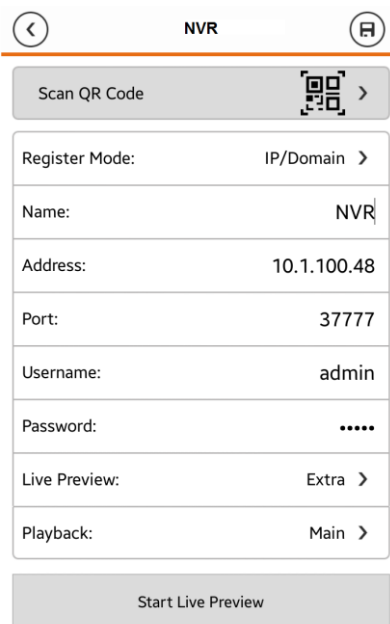 NVR
Scan QR Code
Register Mode: IP/Domain
Name: NVR
Address: 10.1.100.48
Port: 37777
Username: admin
Password: •••••
Live Preview: Extra
Playback: Main
Start Live Preview